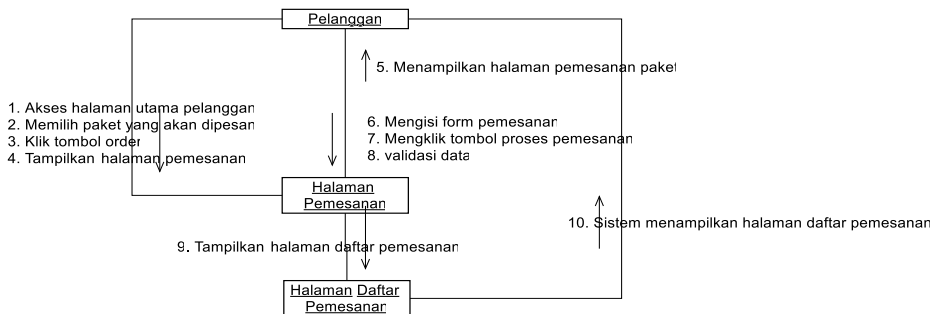 Pelanggan
5. Menampilkan halaman pemesanan paket
1. Akses halaman utama pelanggan
2. Memilih paket yang akan dipesan
3. Klik tombol order
4. Tampilkan halaman pemesanan
6. Mengisi form pemesanan
7. Mengklik tombol proses pemesanan
8. validasi data
Halaman
Pemesanan
10. Sistem menampilkan halaman daftar pemesanan
9. Tampilkan halaman daftar pemesanan
Halaman Daftar
Pemesanan